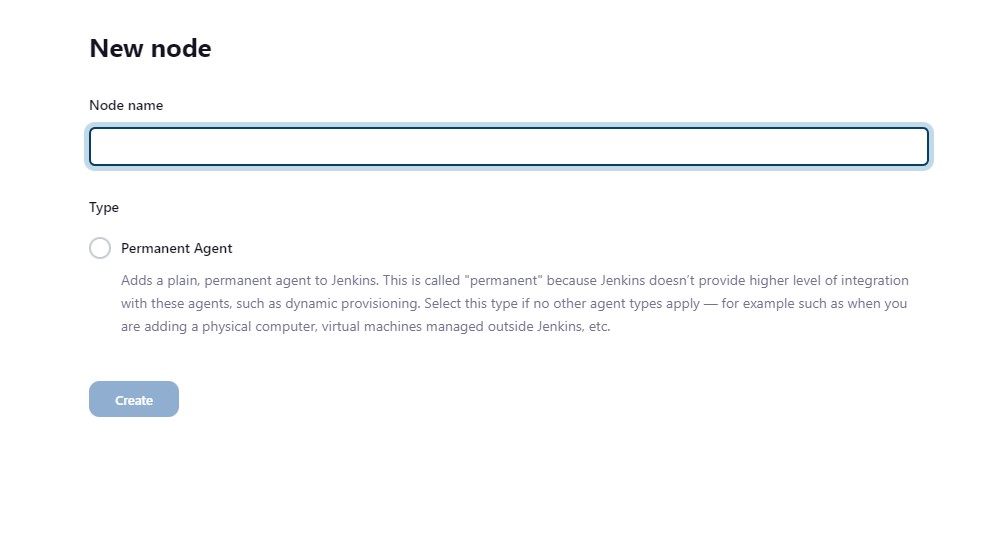 New node
Node name
Type
Permanent Agent
Adds a plain, permanent agent to Jenkins. This is called "permanent" because Jenkins doesn’t provide higher level of integration
with these agents, such as dynamic provisioning. Select this type if no other agent types apply — for example such as when you
are adding a physical computer, virtual machines managed outside Jenkins, etc.
Create